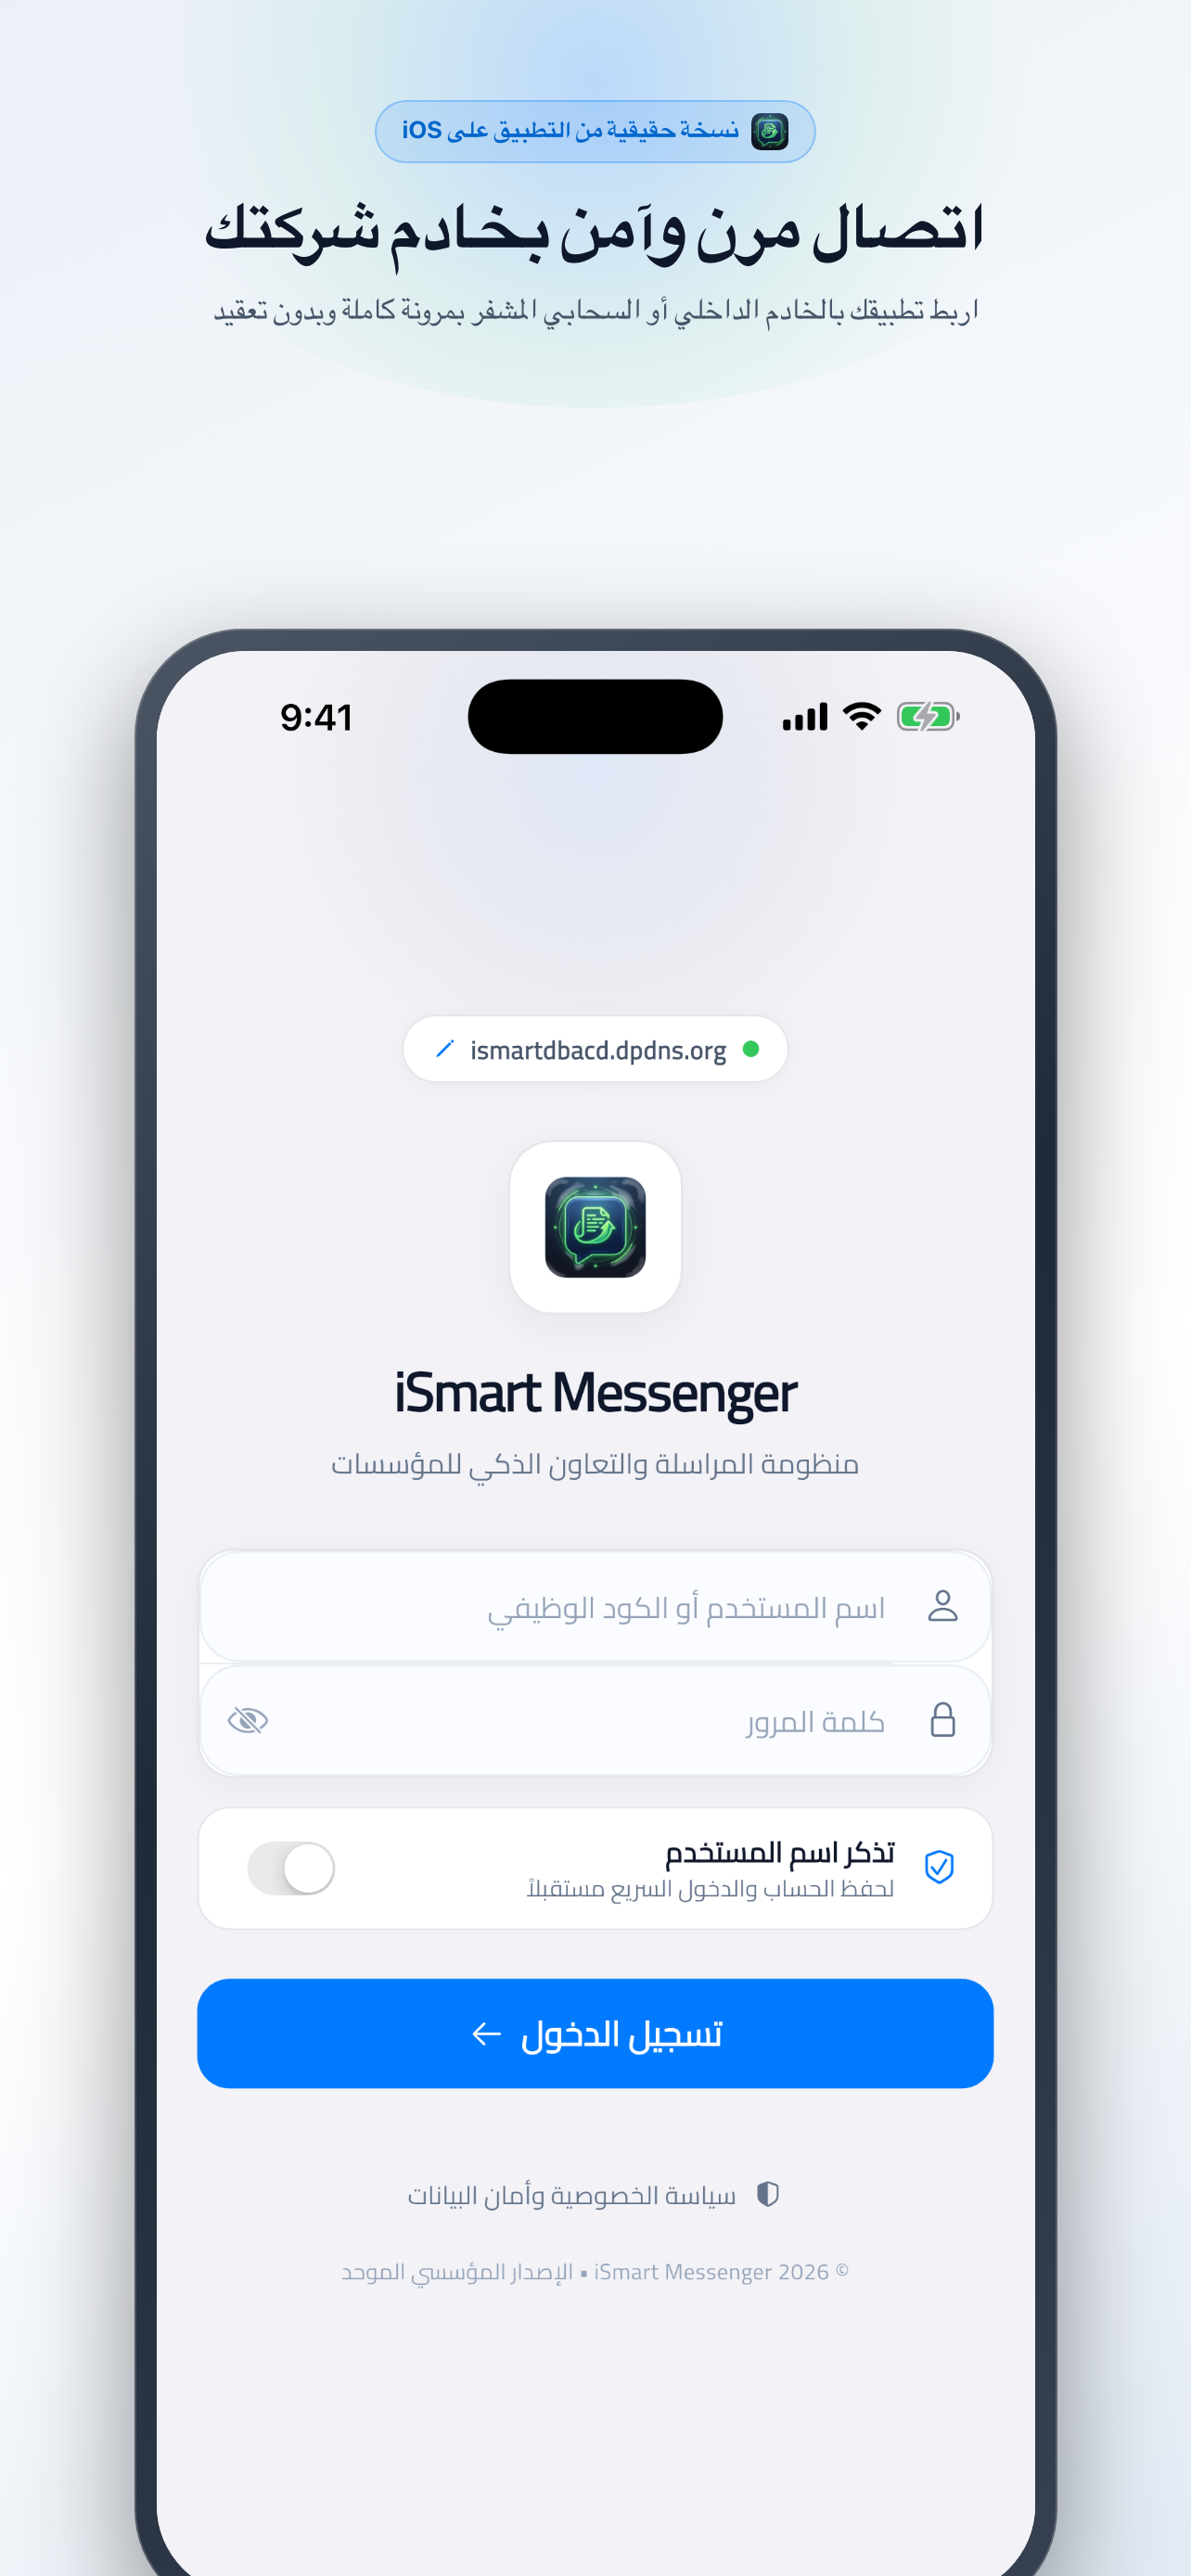 نسخة حقيقية من التطبيق على iOS
اتصال مرن وآمن بخادم شركتك
اربط تطبيقك بالخادم الداخلي أو السحابي المشفر بمرونة كاملة وبدون تعقيد
9:41
ismartdbacd.dpdns.org
iSmart Messenger
منظومة المراسلة والتعاون الذكي للمؤسسات
اسم المستخدم أو الكود الوظيفي
كلمة المرور
تذكر اسم المستخدم
لحفظ الحساب والدخول السريع مستقبلاً
تسجيل الدخول
سياسة الخصوصية وأمان البيانات
© 2026 iSmart Messenger • الإصدار المؤسسي الموحد